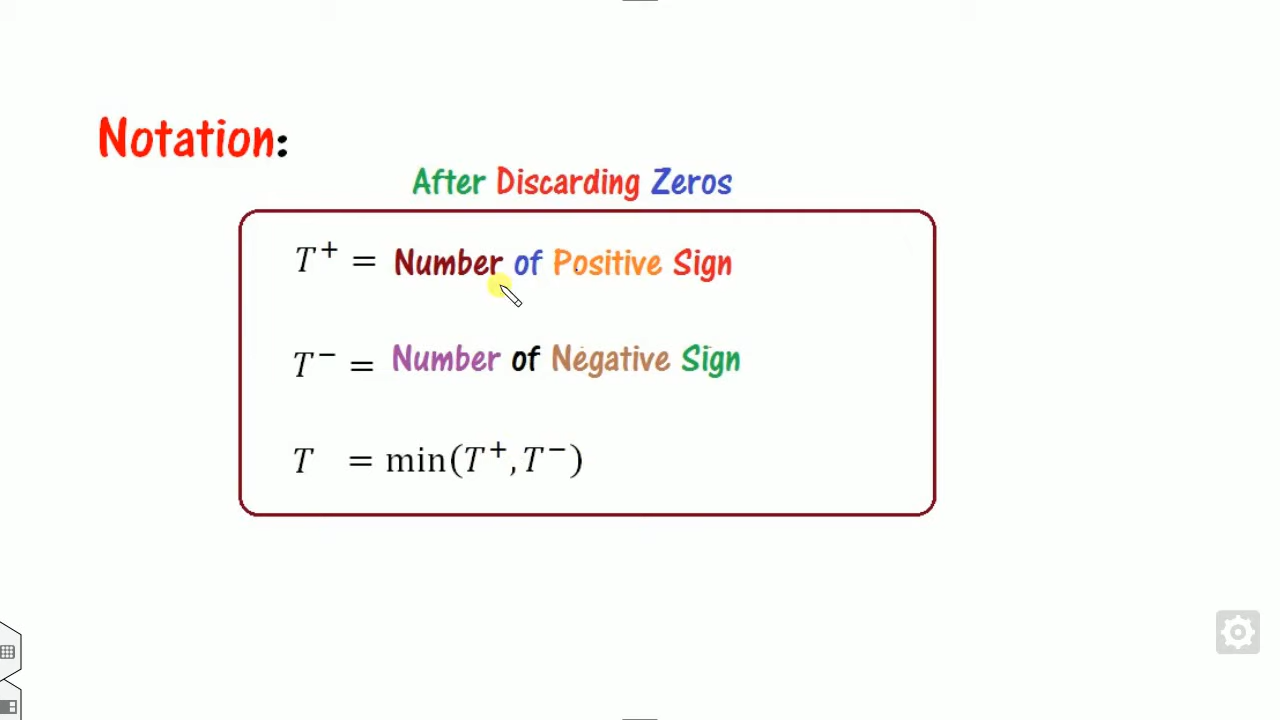 Notation:
After Discarding Zeros
T⁺ = Number of Positive Sign
T⁻ = Number of Negative Sign
T = min(T⁺, T⁻)